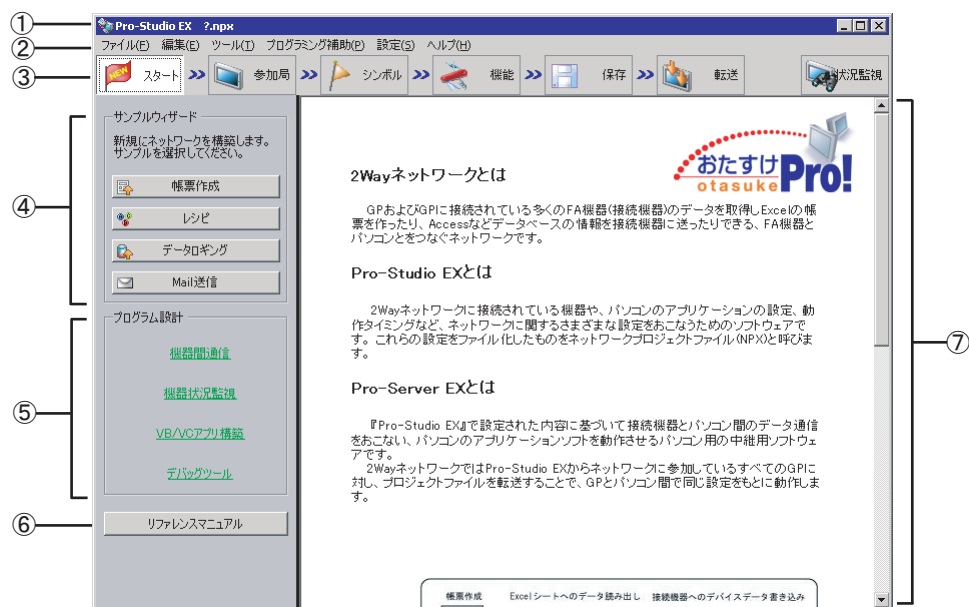 ①
Pro-Studio EX ?.npx
②
ファイル(F) 編集(E) ツール(T) プログラミング補助(P) 設定(S) ヘルプ(H)
③
NEW スタート >> 参加局 >> シンボル >> 機能 >> 保存 >> 転送 状況監視
④
サンプルウィザード
新規にネットワークを構築します。
サンプルを選択してください。
帳票作成
レシピ
データロギング
Mail送信
⑤
プログラム設計
機器間通信
機器状況監視
VB/VCアプリ構築
デバッグツール
⑥
リファレンスマニュアル
⑦
おたすけPro!
otasuke
2Wayネットワークとは
GPおよびGPに接続されている多くのFA機器(接続機器)のデータを取得しExcelの帳
票を作ったり、Accessなどデータベースの情報を接続機器に送ったりできる、FA機器と
パソコンとをつなぐネットワークです。
Pro-Studio EXとは
2Wayネットワークに接続されている機器や、パソコンのアプリケーションの設定、動
作タイミングなど、ネットワークに関するさまざまな設定をおこなうためのソフトウェアで
す。これらの設定をファイル化したものをネットワークプロジェクトファイル(NPX)と呼びま
す。
Pro-Server EXとは
『Pro-Studio EX』で設定された内容に基づいて接続機器とパソコン間のデータ通信
をおこない、パソコンのアプリケーションソフトを動作させるパソコン用の中継用ソフトウェ
アです。
2WayネットワークではPro-Studio EXからネットワークに参加しているすべてのGPに
対し、プロジェクトファイルを転送することで、GPとパソコン間で同じ設定をもとに動作しま
す。
帳票作成 Excelシートへのデータ読み出し 接続機器へのデバイスデータ書き込み